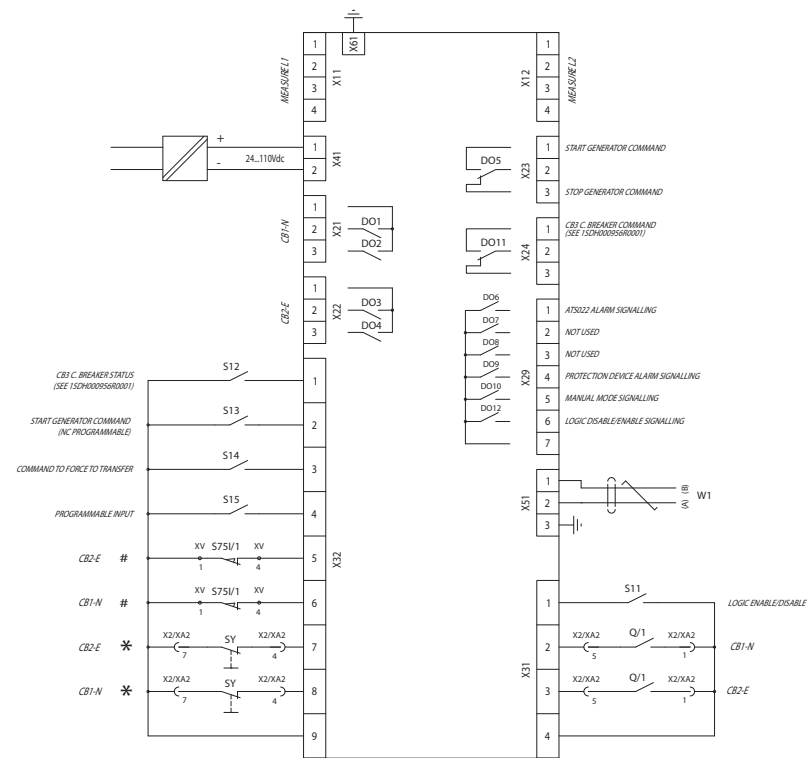 X61
MEASURE L1
1
2
3
4
X11
1
2
3
4
X12
MEASURE L2
+
-
24...110Vdc
1
2
X41
CB1-N
1
2
3
X21
DO1
DO2
CB2-E
1
2
3
X22
DO3
DO4
DO5
X23
1
2
3
START GENERATOR COMMAND
STOP GENERATOR COMMAND
DO11
X24
1
2
3
CB3 C. BREAKER COMMAND
(SEE 1SDH000956R0001)
DO6
DO7
DO8
DO9
DO10
DO12
X29
1
2
3
4
5
6
7
ATS022 ALARM SIGNALLING
NOT USED
NOT USED
PROTECTION DEVICE ALARM SIGNALLING
MANUAL MODE SIGNALLING
LOGIC DISABLE/ENABLE SIGNALLING
CB3 C. BREAKER STATUS
(SEE 1SDH000956R0001)
S12
1
START GENERATOR COMMAND
(NC PROGRAMMABLE)
S13
2
COMMAND TO FORCE TO TRANSFER
S14
3
PROGRAMMABLE INPUT
S15
4
CB2-E #
XV S75I/1 XV
1 4
5
X32
CB1-N #
XV S75I/1 XV
1 4
6
CB2-E *
X2/XA2 SY X2/XA2
7 4
7
CB1-N *
X2/XA2 SY X2/XA2
7 4
8
9
X51
1
2
3
(B)
(A)
W1
X31
1
S11
LOGIC ENABLE/DISABLE
2
X2/XA2 Q/1 X2/XA2
5 1
CB1-N
3
X2/XA2 Q/1 X2/XA2
5 1
CB2-E
4